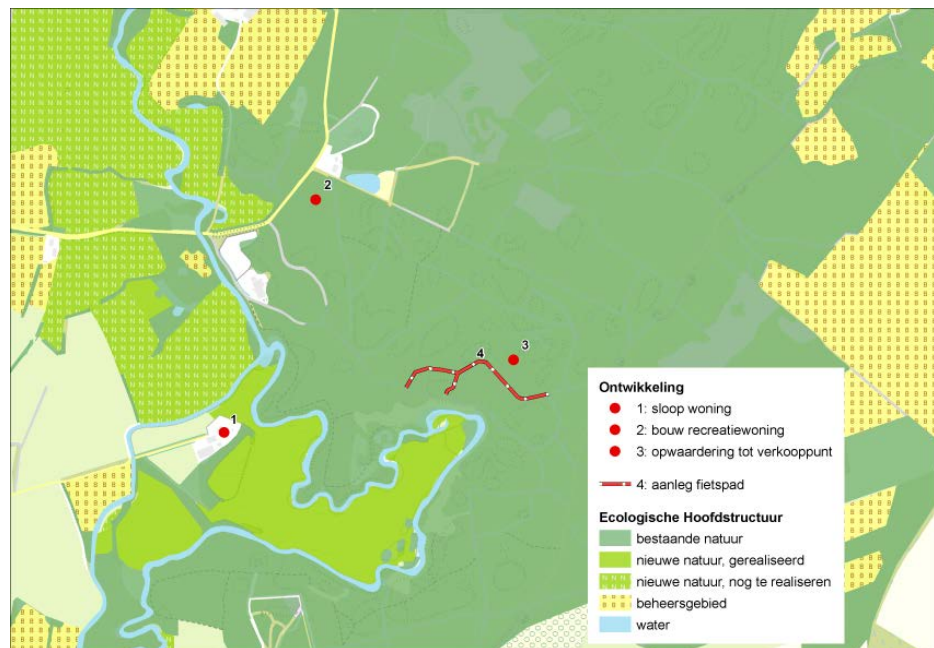 2
3
4
1
Ontwikkeling
1: sloop woning
2: bouw recreatiewoning
3: opwaardering tot verkooppunt
4: aanleg fietspad
Ecologische Hoofdstructuur
bestaande natuur
nieuwe natuur, gerealiseerd
nieuwe natuur, nog te realiseren
beheersgebied
water